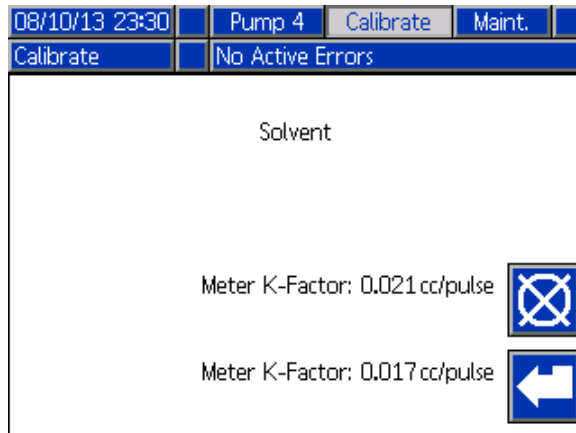 08/10/13 23:30 Pump 4 Calibrate Maint.
Calibrate No Active Errors
Solvent
Meter K-Factor: 0.021 cc/pulse
Meter K-Factor: 0.017 cc/pulse